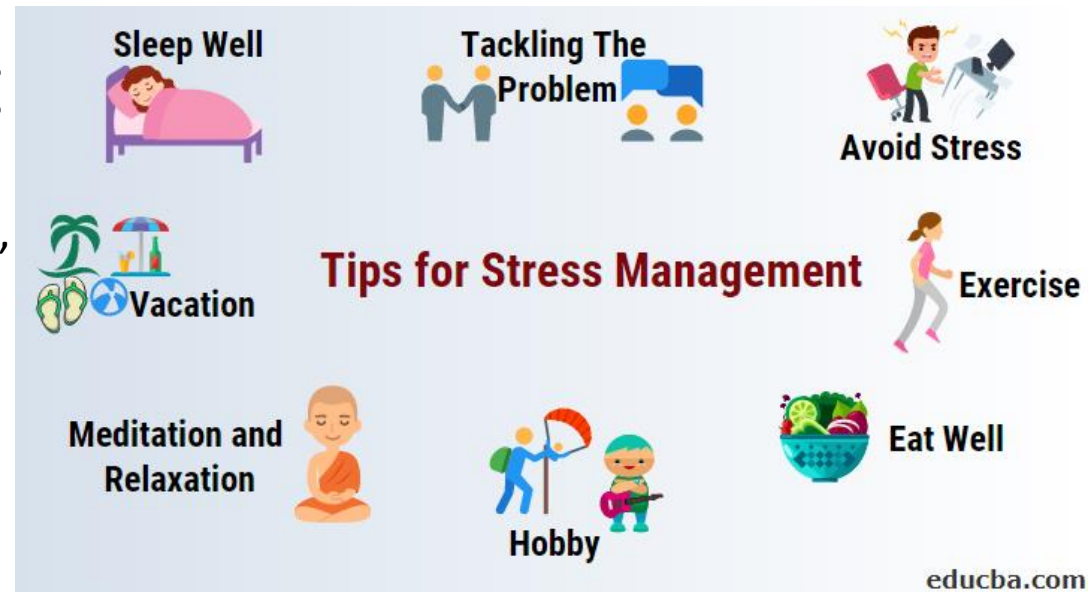 Sleep Well
Tackling The
Problem
Avoid Stress
Vacation
Tips for Stress Management
Exercise
Meditation and
Relaxation
Hobby
Eat Well
educba.com